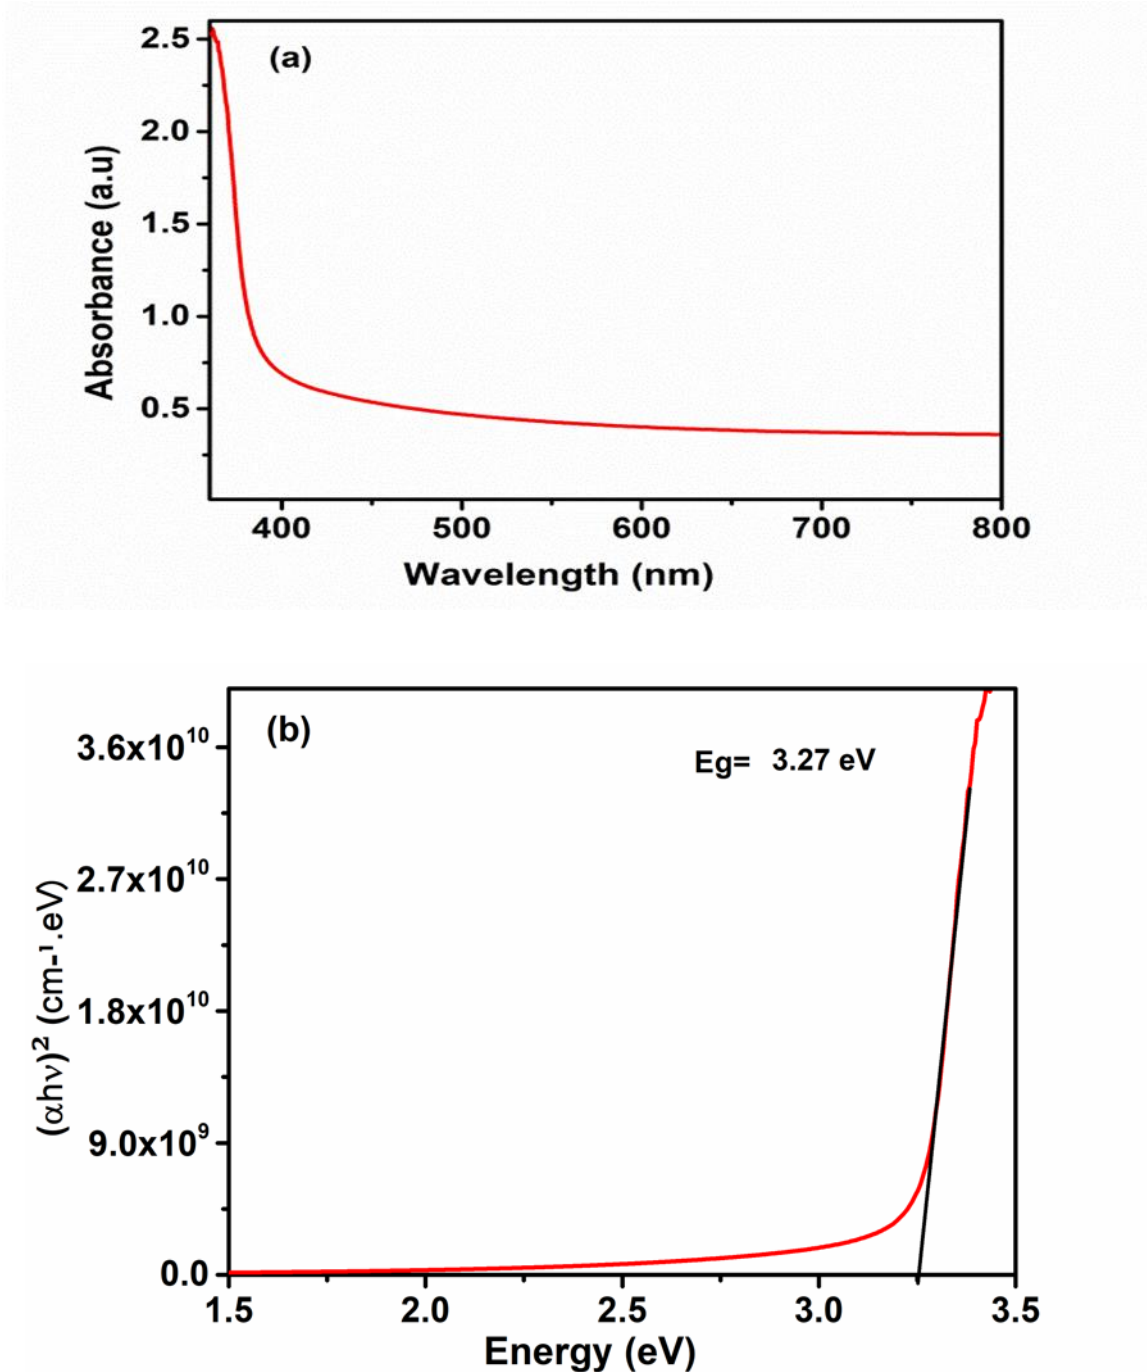 (a)
2.5
2.0
1.5
1.0
0.5
Absorbance (a.u)
400 500 600 700 800
Wavelength (nm)
(b)
Eg= 3.27 eV
3.6x10¹⁰
2.7x10¹⁰
1.8x10¹⁰
9.0x10⁹
0.0
(αhν)² (cm-¹.eV)
1.5 2.0 2.5 3.0 3.5
Energy (eV)